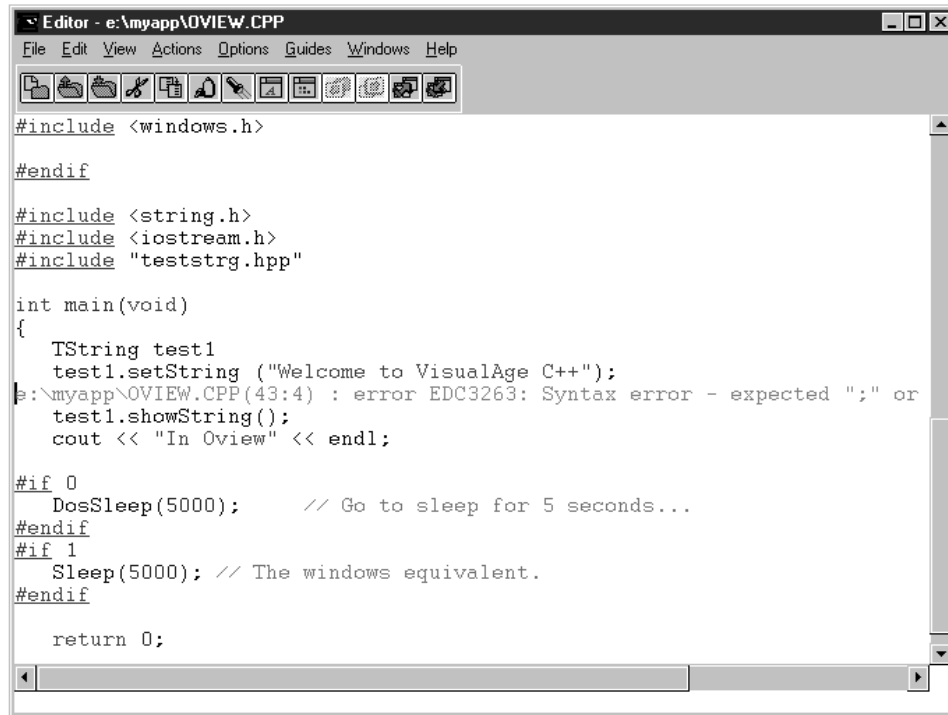 Editor - e:\myapp\OVIEW.CPP
File Edit View Actions Options Guides Windows Help
#include <windows.h>
#endif
#include <string.h>
#include <iostream.h>
#include "teststrg.hpp"
int main(void)
{
TString test1
test1.setString ("Welcome to VisualAge C++");
e:\myapp\OVIEW.CPP(43:4) : error EDC3263: Syntax error - expected ";" or
test1.showString();
cout << "In Oview" << endl;
#if 0
DosSleep(5000); // Go to sleep for 5 seconds...
#endif
#if 1
Sleep(5000); // The windows equivalent.
#endif
return 0;